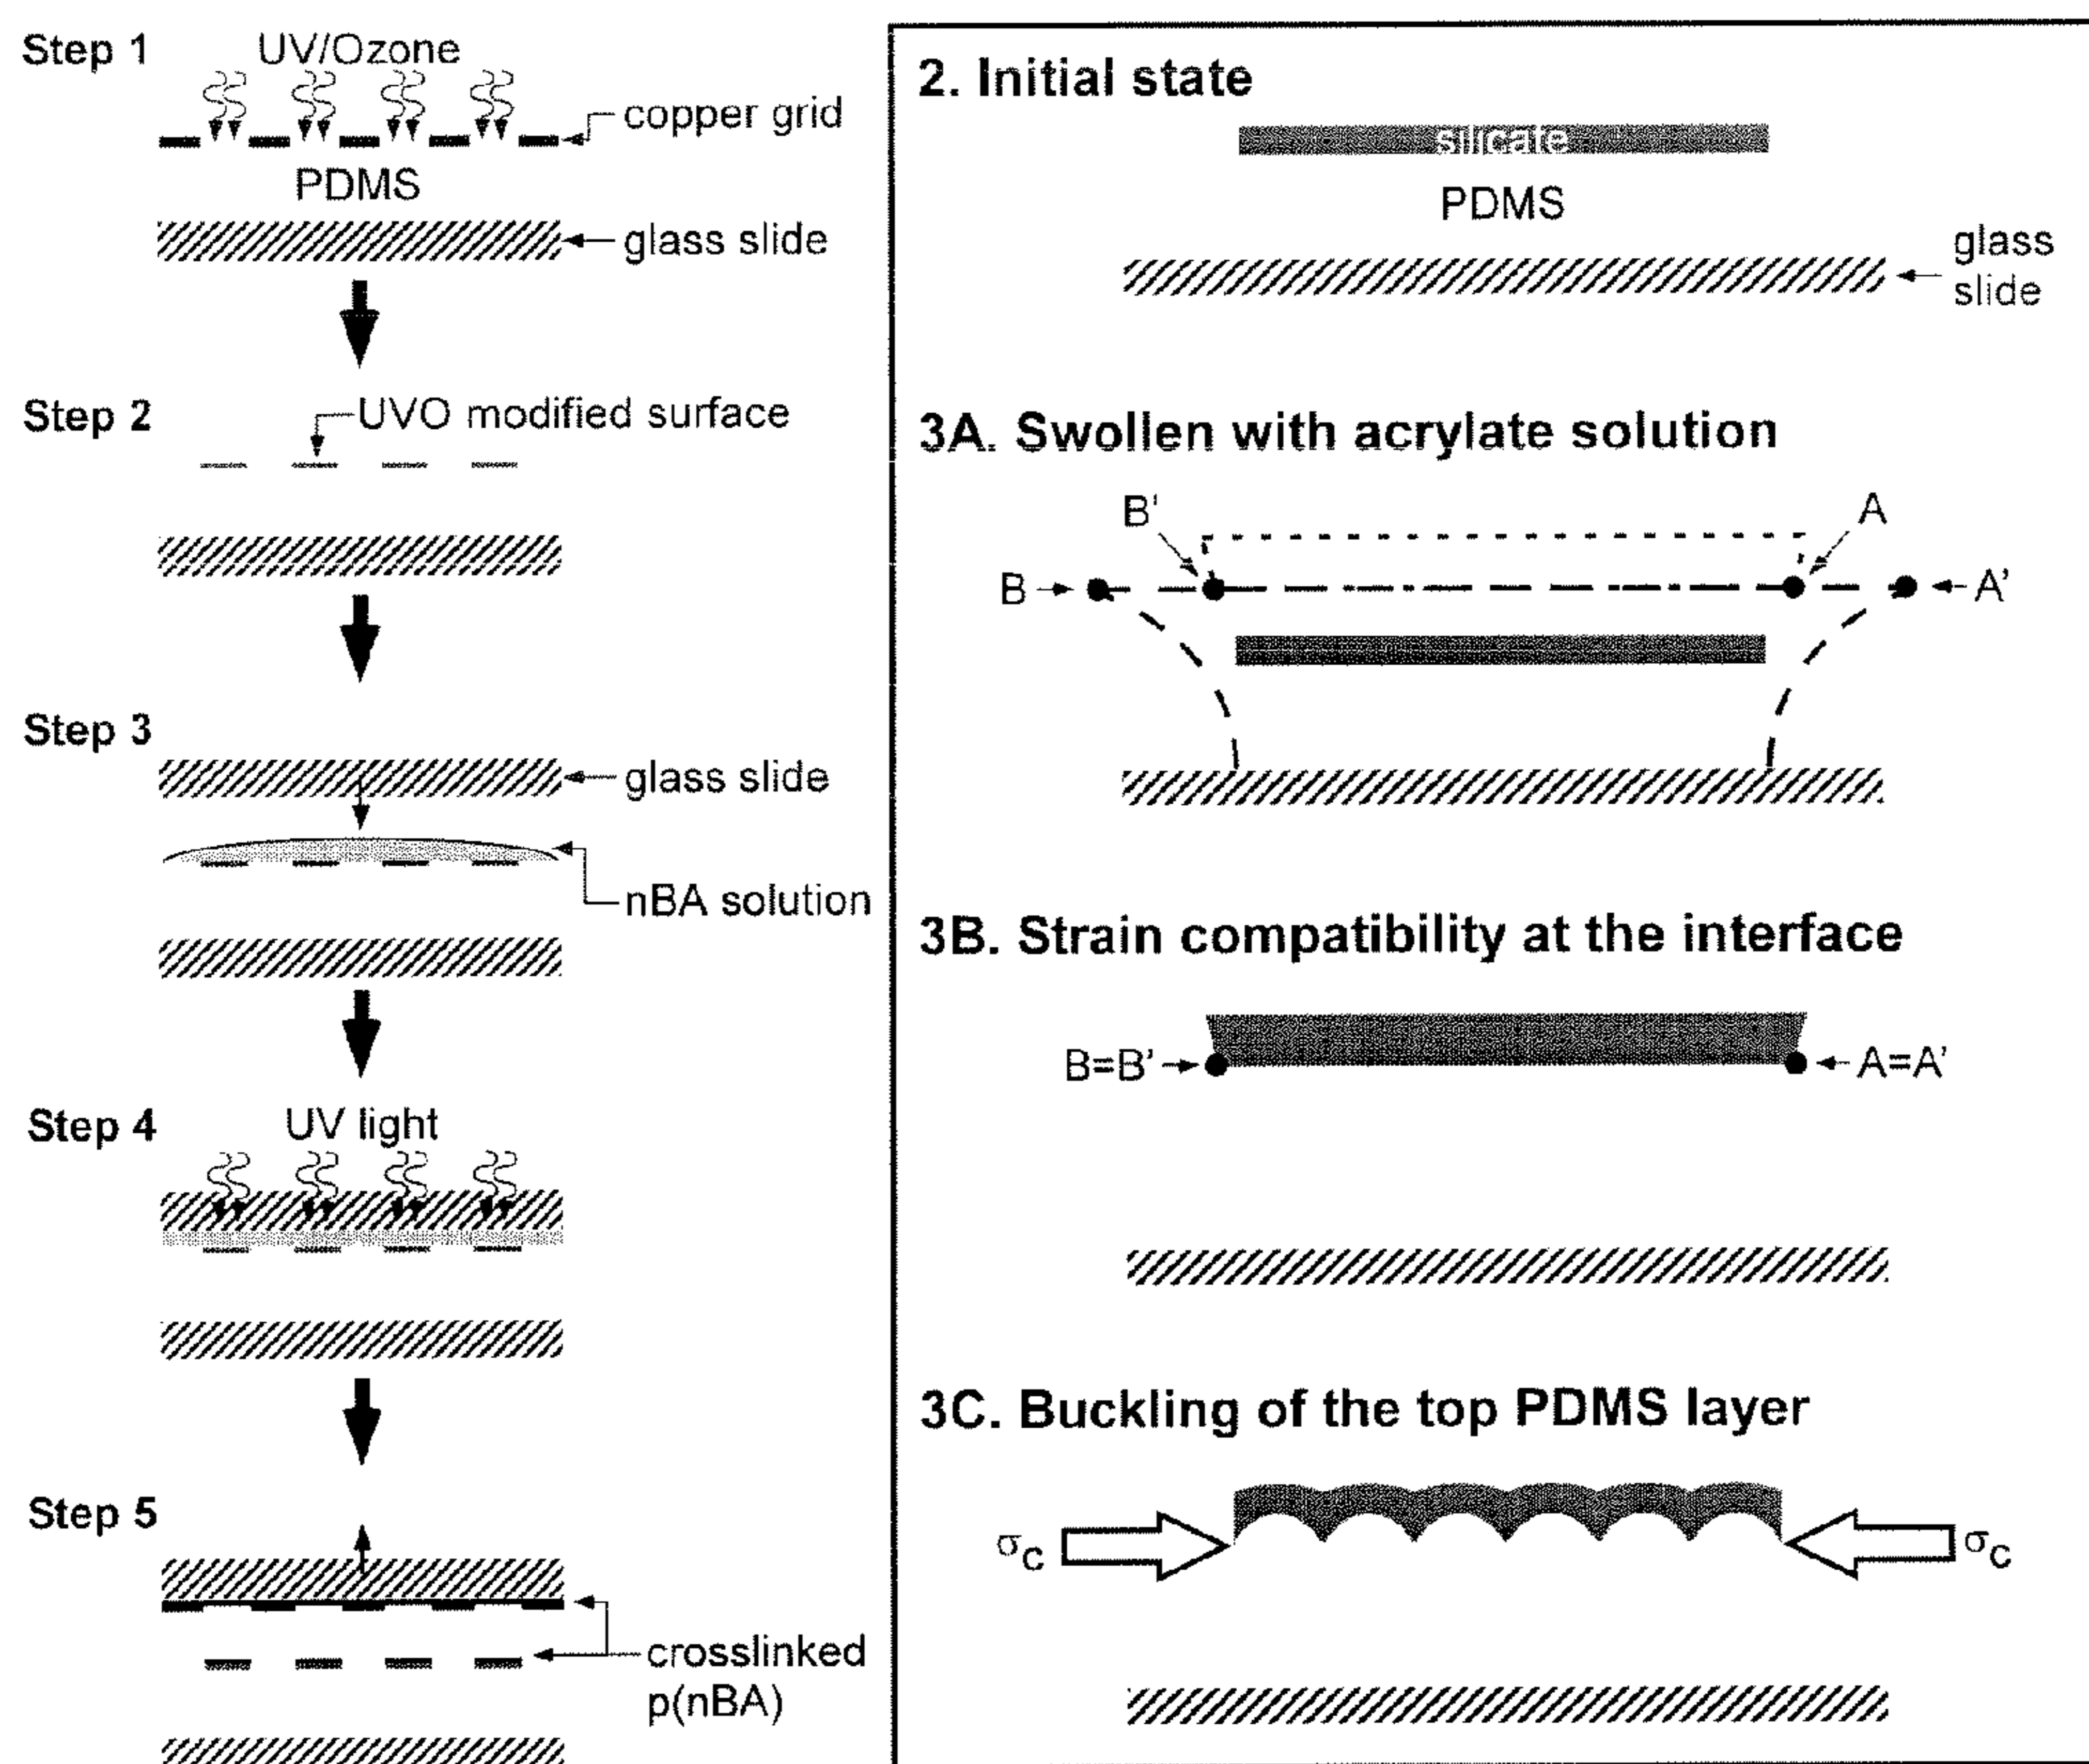 Step 1
UV/Ozone
copper grid
PDMS
glass slide
Step 2
UVO modified surface
Step 3
glass slide
nBA solution
Step 4
UV light
Step 5
crosslinked
p(nBA)
2. Initial state
silicate
PDMS
glass
slide
3A. Swollen with acrylate solution
B'
A
B
A'
3B. Strain compatibility at the interface
B=B'
A=A'
3C. Buckling of the top PDMS layer
σC
σC